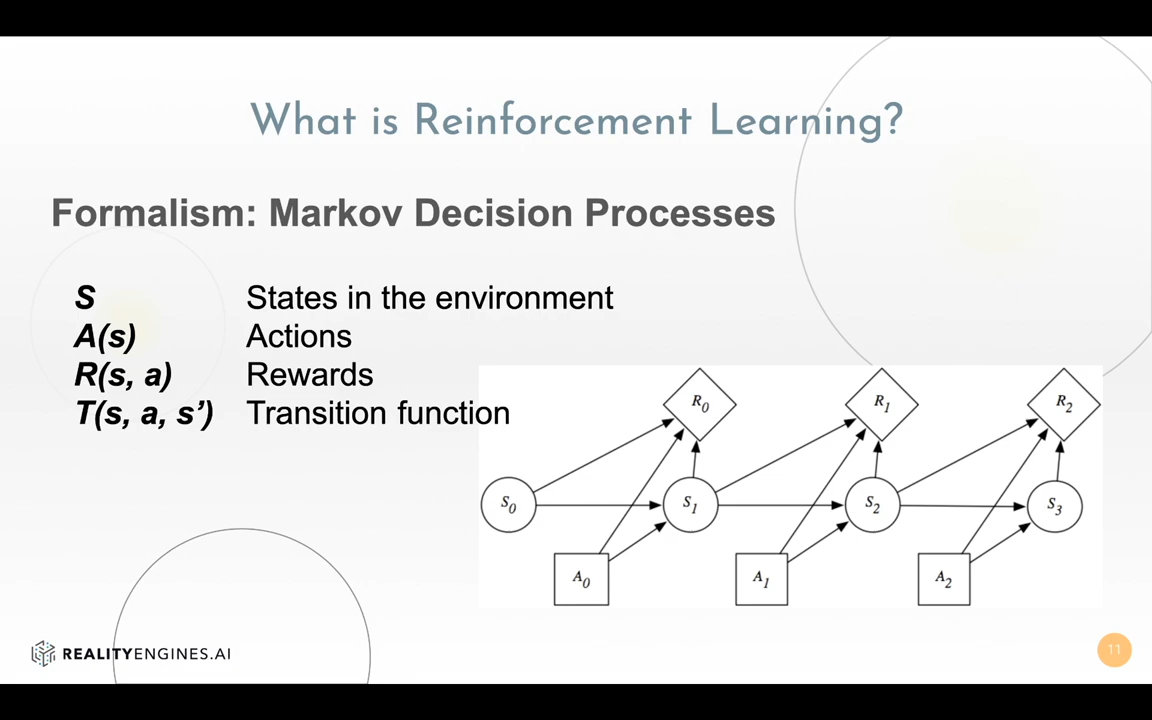 What is Reinforcement Learning?
Formalism: Markov Decision Processes
S States in the environment
A(s) Actions
R(s, a) Rewards
T(s, a, s’) Transition function
R0 R1 R2
S0 S1 S2 S3
A0 A1 A2
REALITYENGINES.AI
11